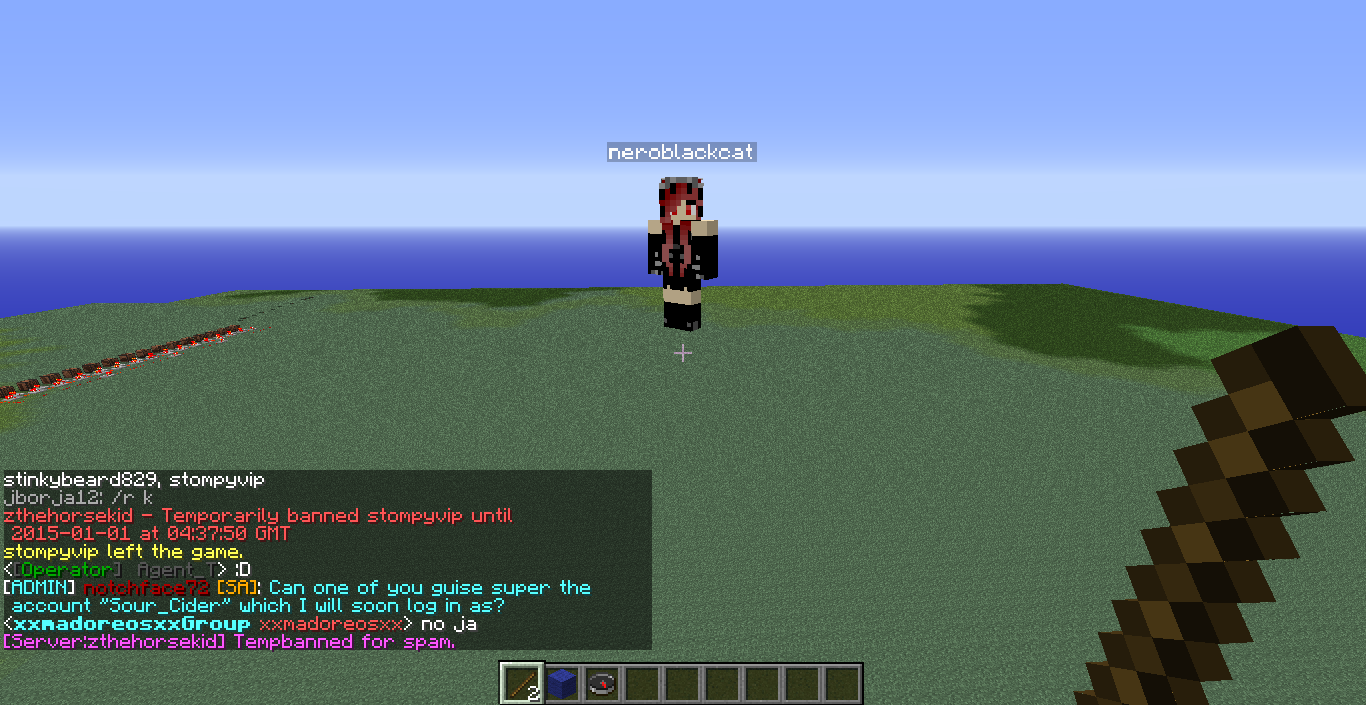 neroblackcat
stinkybeard829, stompyvip
jborja12: /r k
zthehorsekid - Temporarily banned stompyvip until
2015-01-01 at 04:37:50 GMT
stompyvip left the game.
<[Operator] Agent_T> :D
[ADMIN] notchface72 [SA]: Can one of you guise super the
account "Sour_Cider" which I will soon log in as?
<xxmadoreosxxGroup xxmadoreosxx> no ja
[Server:zthehorsekid] Tempbanned for spam.
2